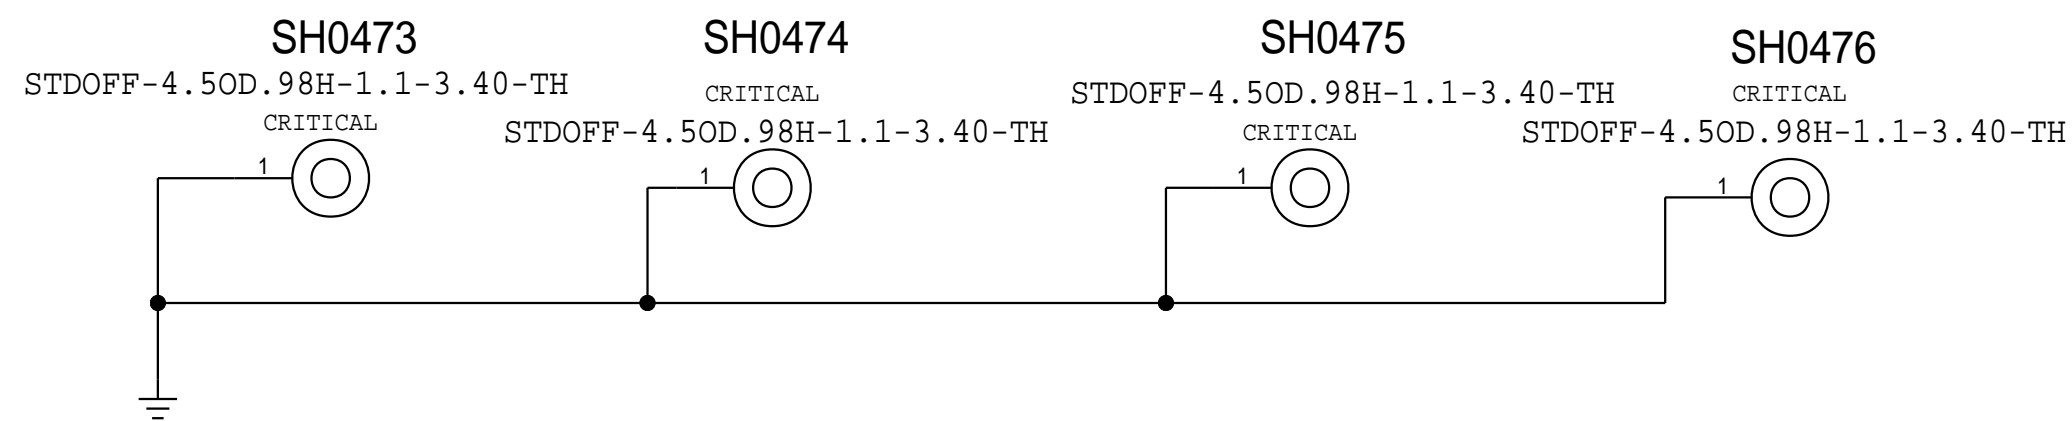 SH0473
STDOFF-4.5OD.98H-1.1-3.40-TH
CRITICAL
1
SH0474
CRITICAL
STDOFF-4.5OD.98H-1.1-3.40-TH
1
SH0475
STDOFF-4.5OD.98H-1.1-3.40-TH
CRITICAL
1
SH0476
CRITICAL
STDOFF-4.5OD.98H-1.1-3.40-TH
1